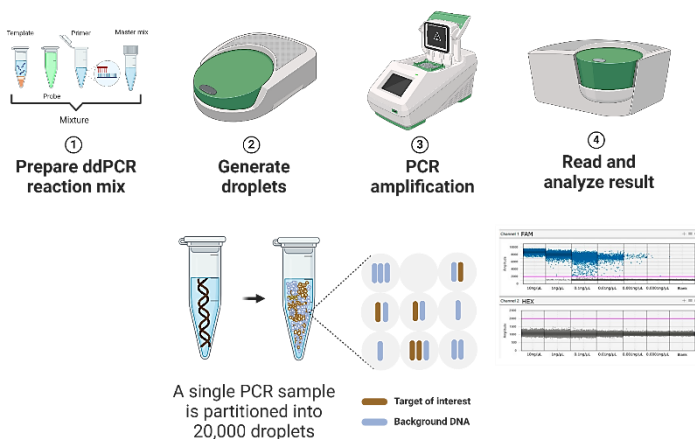 Template
Primer
Master mix
Probe
Mixture
1
Prepare ddPCR
reaction mix
2
Generate
droplets
3
PCR
amplification
4
Read and
analyze result
A single PCR sample
is partitioned into
20,000 droplets
Target of interest
Background DNA
Channel 1 FAM
Amplitude
Channel 2 HEX
Amplitude